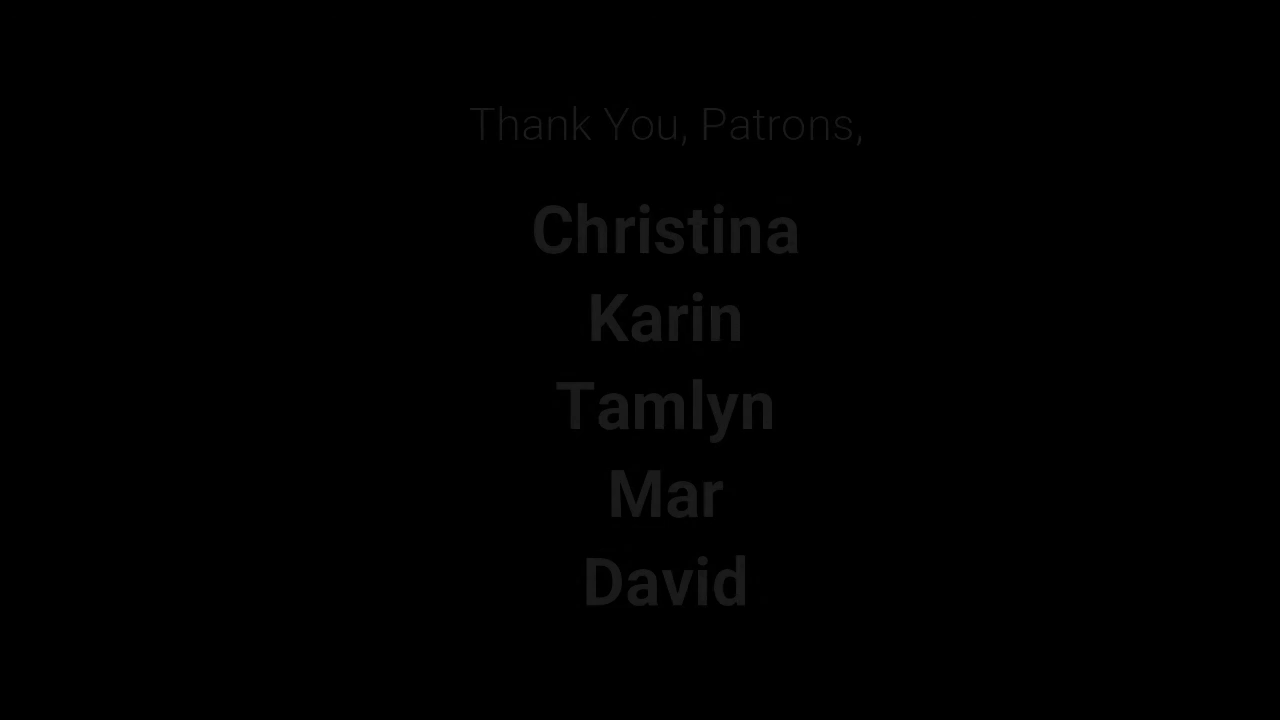 Thank You, Patrons,
Christina
Karin
Tamlyn
Mar
David